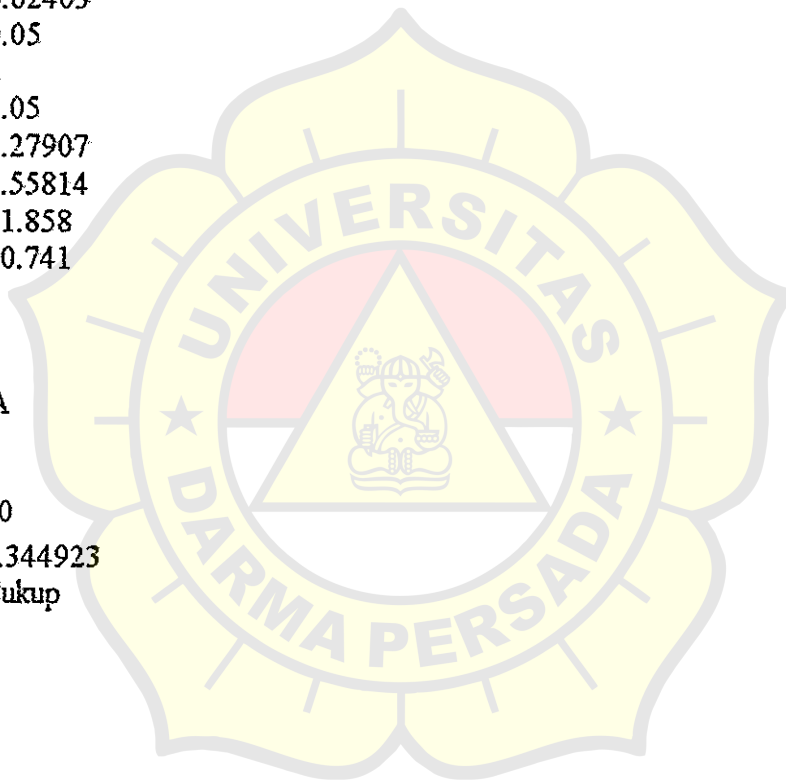 .05
.05
.27907
.55814
1.858
0.741
A
0
.344923
ukup
UNIVERSITAS
DARMA PERSADA